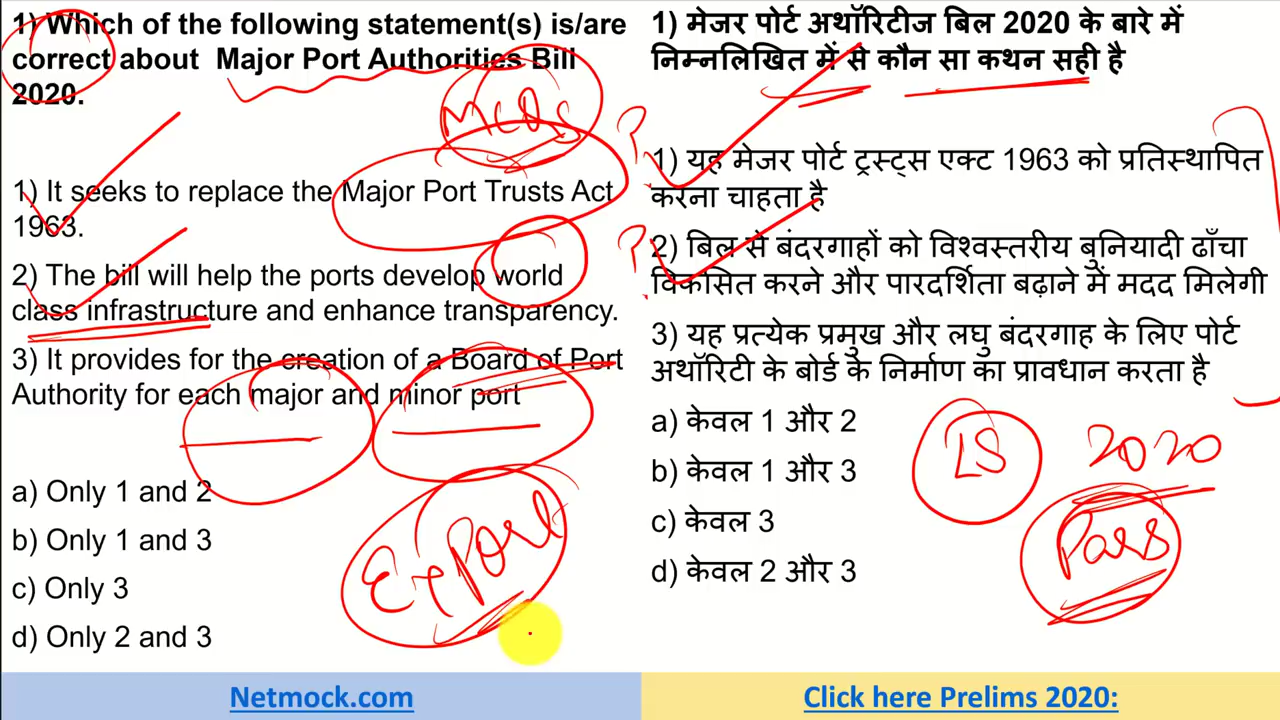 1) Which of the following statement(s) is/are
correct about Major Port Authorities Bill
2020.
1) It seeks to replace the Major Port Trusts Act
1963.
2) The bill will help the ports develop world
class infrastructure and enhance transparency.
3) It provides for the creation of a Board of Port
Authority for each major and minor port
a) Only 1 and 2
b) Only 1 and 3
c) Only 3
d) Only 2 and 3
MCQs
Export
1) मेजर पोर्ट अथॉरिटीज बिल 2020 के बारे में
निम्नलिखित में से कौन सा कथन सही है
? 
1) यह मेजर पोर्ट ट्रस्ट्स एक्ट 1963 को प्रतिस्थापित
करना चाहता है
?
2) बिल से बंदरगाहों को विश्वस्तरीय बुनियादी ढाँचा
विकसित करने और पारदर्शिता बढ़ाने में मदद मिलेगी
3) यह प्रत्येक प्रमुख और लघु बंदरगाह के लिए पोर्ट
अथॉरिटी के बोर्ड के निर्माण का प्रावधान करता है
a) केवल 1 और 2
b) केवल 1 और 3
c) केवल 3
d) केवल 2 और 3
LS
2020
Pass
Netmock.com
Click here Prelims 2020: